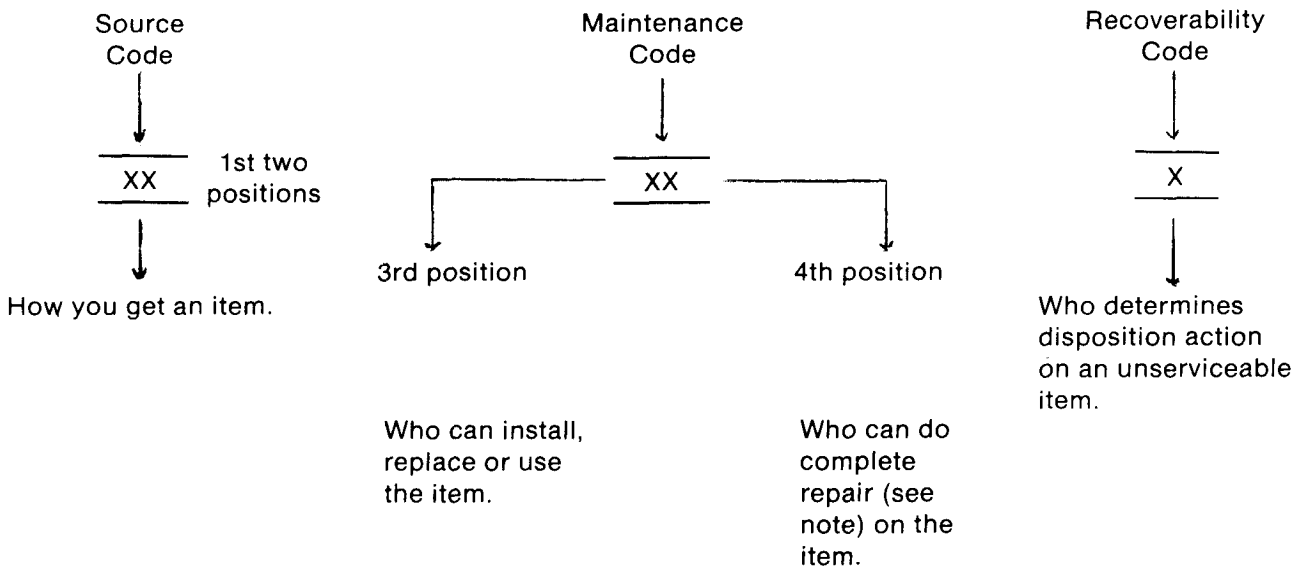 Source
Code
XX
1st two
positions
How you get an item.
Maintenance
Code
XX
3rd position
4th position
Who can install,
replace or use
the item.
Who can do
complete
repair (see
note) on the
item.
Recoverability
Code
X
Who determines
disposition action
on an unserviceable
item.